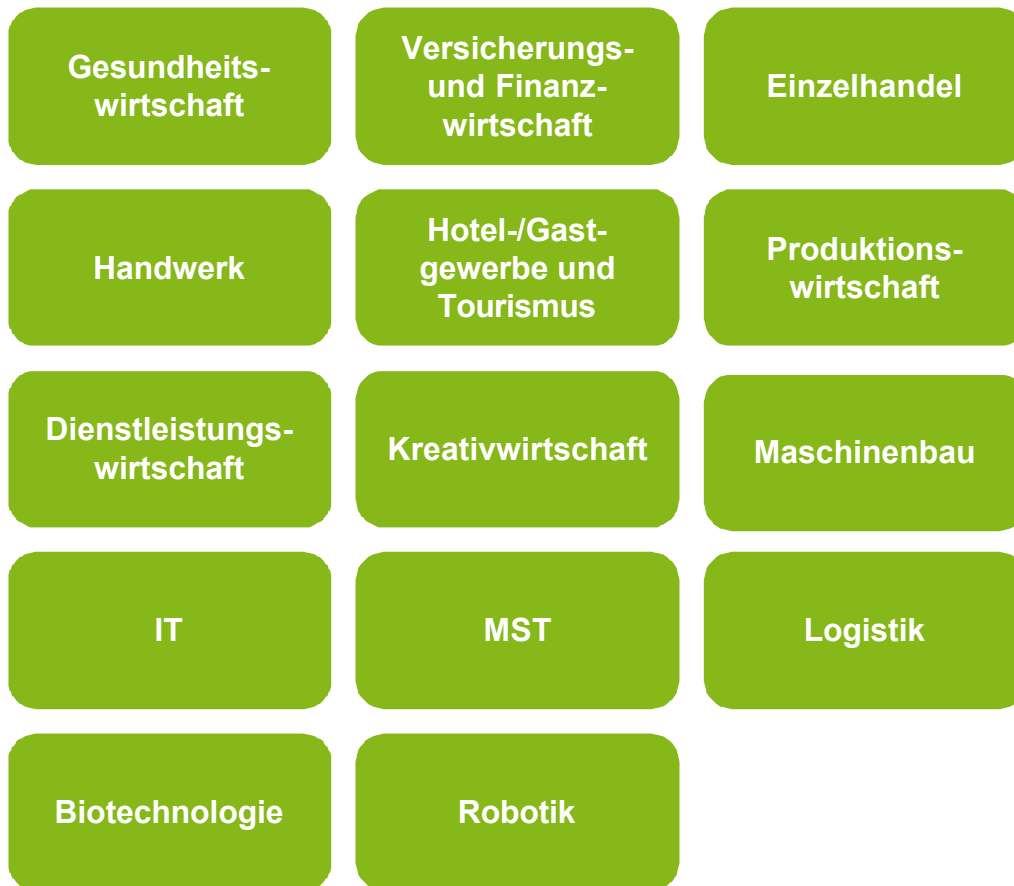 Gesundheits-
wirtschaft
Versicherungs-
und Finanz-
wirtschaft
Einzelhandel
Handwerk
Hotel-/Gast-
gewerbe und
Tourismus
Produktions-
wirtschaft
Dienstleistungs-
wirtschaft
Kreativwirtschaft
Maschinenbau
IT
MST
Logistik
Biotechnologie
Robotik